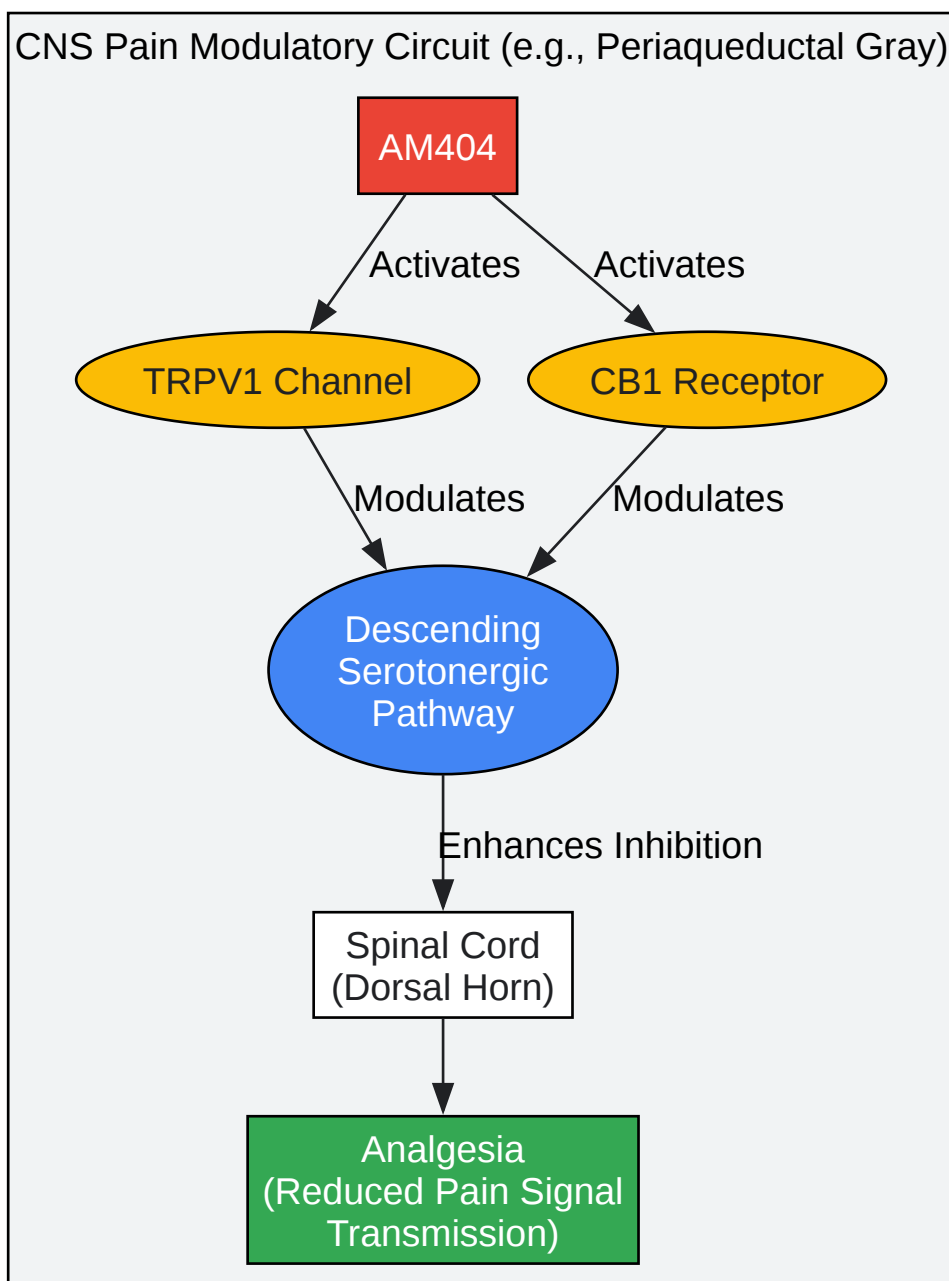 CNS Pain Modulatory Circuit (e.g., Periaqueductal Gray)
AM404
Activates
Activates
TRPV1 Channel
CB1 Receptor
Modulates
Modulates
Descending
Serotonergic
Pathway
Enhances Inhibition
Spinal Cord
(Dorsal Horn)
Analgesia
(Reduced Pain Signal
Transmission)